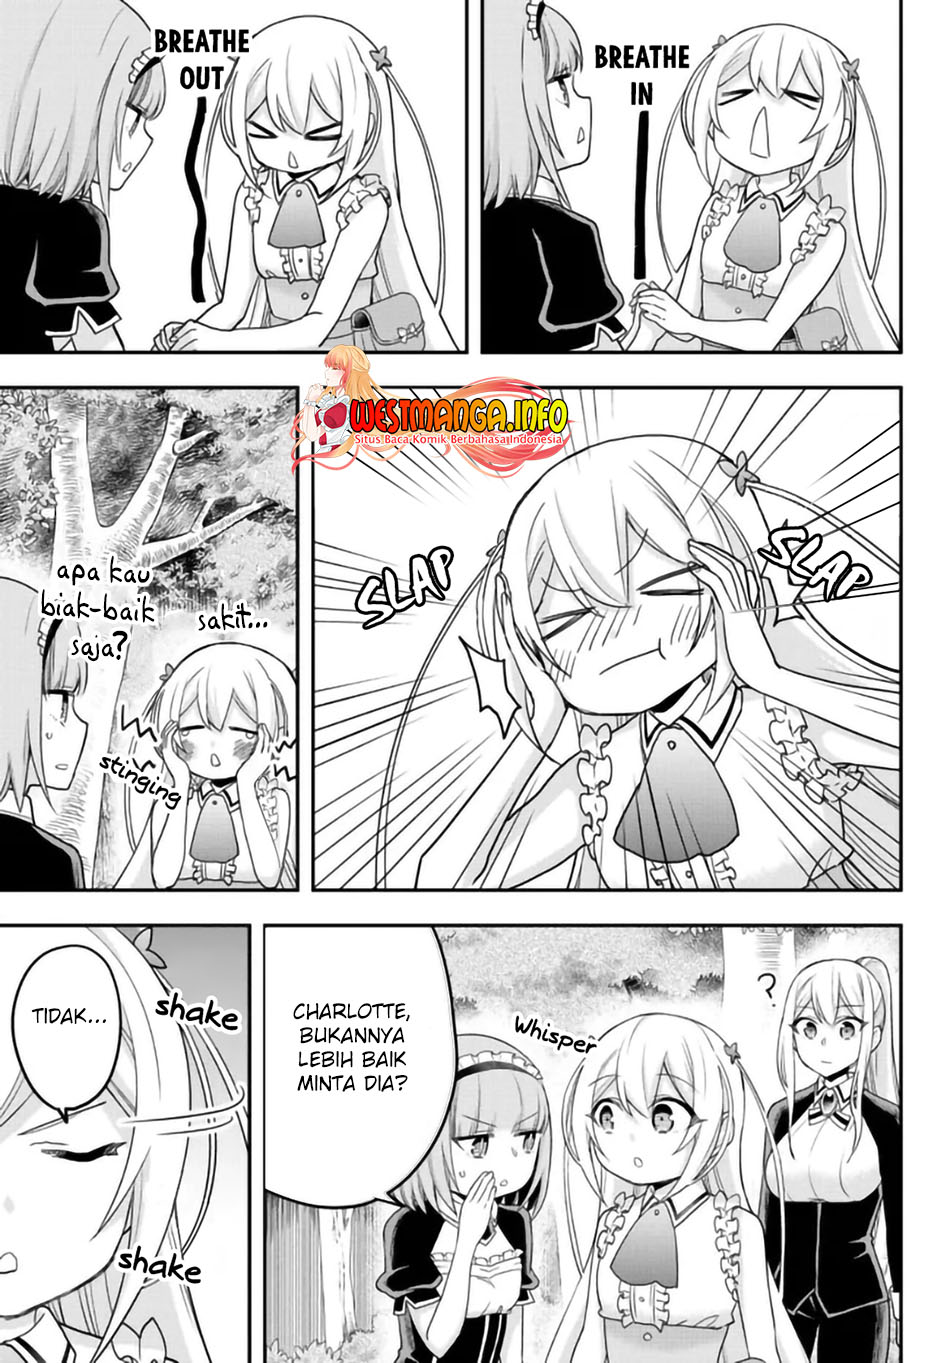 BREATHE
IN
BREATHE
OUT
WESTMANGA.INFO
Situs Baca Komik Berbahasa Indonesia
SLAP
SLAP
apa kau
biak-baik
saja?
sakit...
stinging
CHARLOTTE,
BUKANNYA
LEBIH BAIK
MINTA DIA?
Whisper
?
TIDAK...
shake
shake